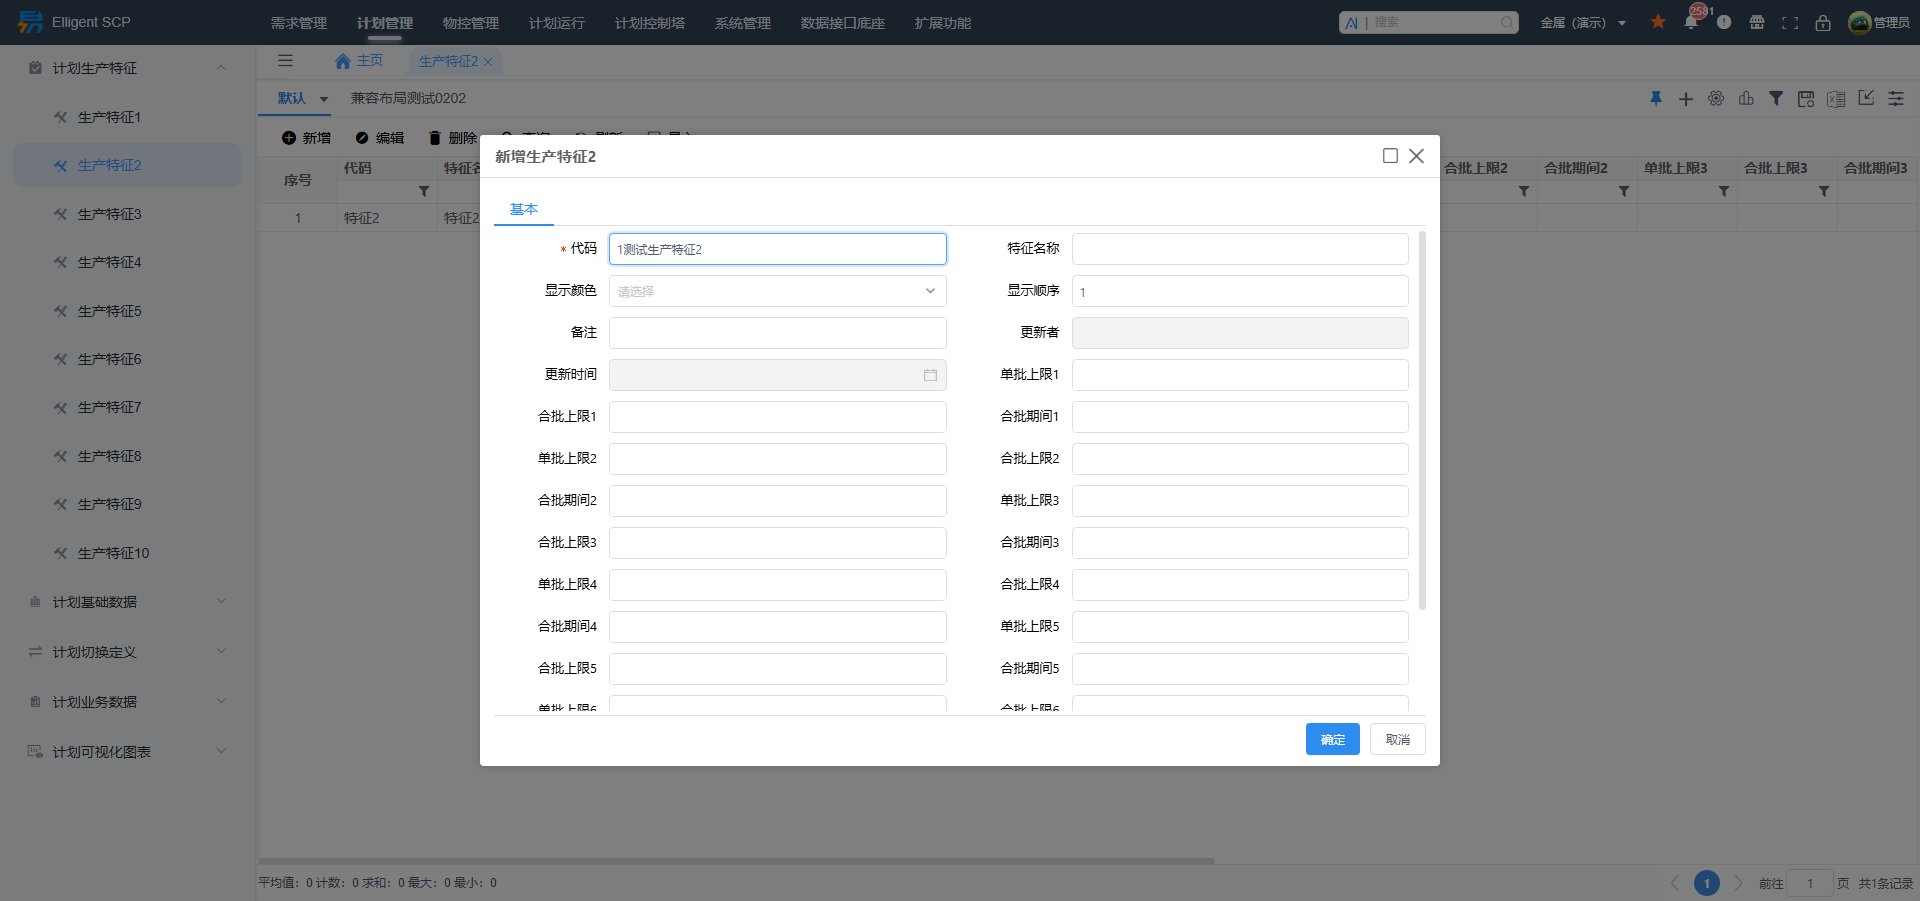 Elligent SCP
需求管理 计划管理 物控管理 计划运行 计划控制塔 系统管理 数据接口底座 扩展功能
AI | 搜索
金属（演示）
2581
管理员
计划生产特征
生产特征1
生产特征2
生产特征3
生产特征4
生产特征5
生产特征6
生产特征7
生产特征8
生产特征9
生产特征10
计划基础数据
计划切换定义
计划业务数据
计划可视化图表
主页 生产特征2
默认 兼容布局测试0202
新增 编辑 删除
序号 代码 合批上限2 合批期间2 单批上限3 合批上限3 合批期间3
1 特征2 特征2
新增生产特征2
基本
* 代码 1测试生产特征2 特征名称
显示颜色 请选择 显示顺序 1
备注 更新者
更新时间 单批上限1
合批上限1 合批期间1
单批上限2 合批上限2
合批期间2 单批上限3
合批上限3 合批期间3
单批上限4 合批上限4
合批期间4 单批上限5
合批上限5 合批期间5
单批上限6 合批上限6
确定 取消
平均值：0 计数：0 求和：0 最大：0 最小：0
1 前往 1 页 共1条记录